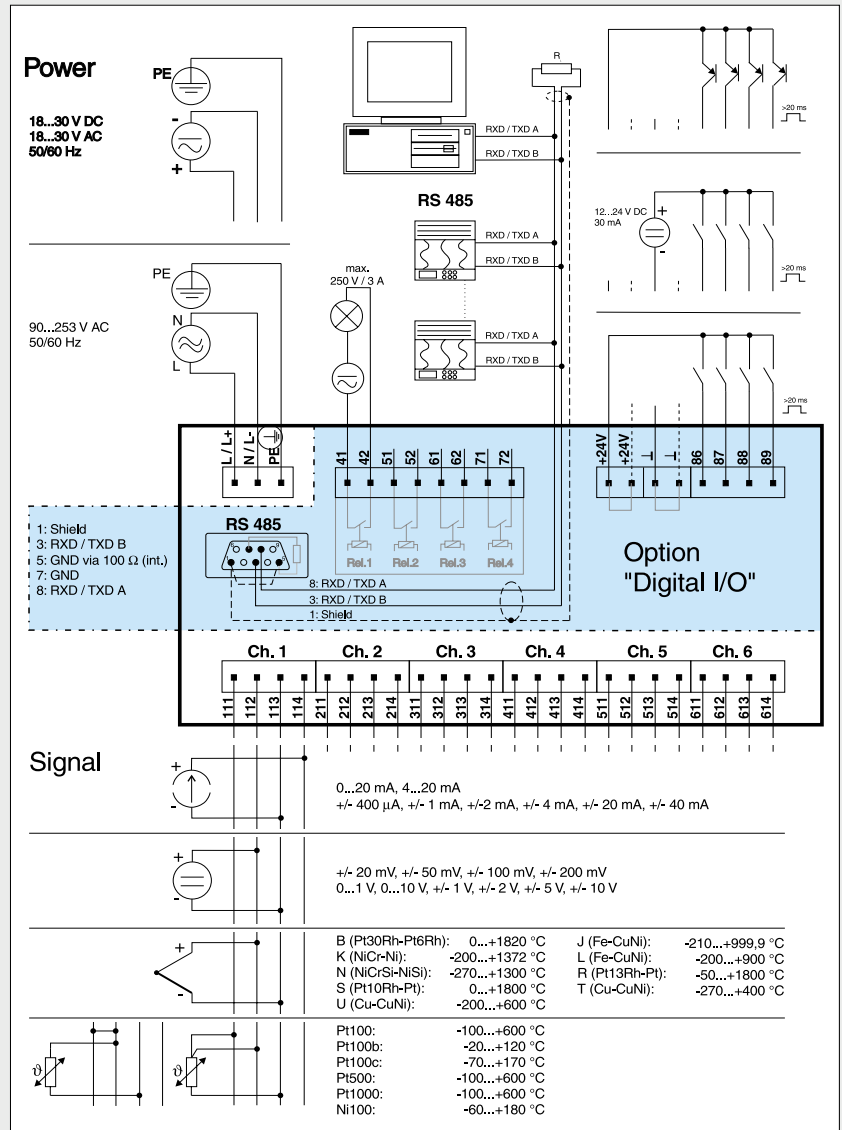 Power
PE
18...30 V DC
18...30 V AC
50/60 Hz
-
+
PE
N
L
90...253 V AC
50/60 Hz
R
RXD / TXD A
RXD / TXD B
RS 485
RXD / TXD A
RXD / TXD B
RXD / TXD A
RXD / TXD B
max.
250 V / 3 A
>20 ms
12...24 V DC
30 mA
+
-
>20 ms
>20 ms
L / L+
N / L-
PE
41
42
51
52
61
62
71
72
+24V
+24V
86
87
88
89
Rel.1
Rel.2
Rel.3
Rel.4
RS 485
1: Shield
3: RXD / TXD B
5: GND via 100 Ω (int.)
7: GND
8: RXD / TXD A
8: RXD / TXD A
3: RXD / TXD B
1: Shield
Option
"Digital I/O"
Ch. 1 Ch. 2 Ch. 3 Ch. 4 Ch. 5 Ch. 6
111 112 113 114 211 212 213 214 311 312 313 314 411 412 413 414 511 512 513 514 611 612 613 614
Signal
+
-
0...20 mA, 4...20 mA
+/- 400 µA, +/- 1 mA, +/-2 mA, +/- 4 mA, +/- 20 mA, +/- 40 mA
+
-
+/- 20 mV, +/- 50 mV, +/- 100 mV, +/- 200 mV
0...1 V, 0...10 V, +/- 1 V, +/- 2 V, +/- 5 V, +/- 10 V
+
-
B (Pt30Rh-Pt6Rh): 0...+1820 °C
K (NiCr-Ni): -200...+1372 °C
N (NiCrSi-NiSi): -270...+1300 °C
S (Pt10Rh-Pt): 0...+1800 °C
U (Cu-CuNi): -200...+600 °C
J (Fe-CuNi): -210...+999,9 °C
L (Fe-CuNi): -200...+900 °C
R (Pt13Rh-Pt): -50...+1800 °C
T (Cu-CuNi): -270...+400 °C
ϑ
ϑ
Pt100: -100...+600 °C
Pt100b: -20...+120 °C
Pt100c: -70...+170 °C
Pt500: -100...+600 °C
Pt1000: -100...+600 °C
Ni100: -60...+180 °C